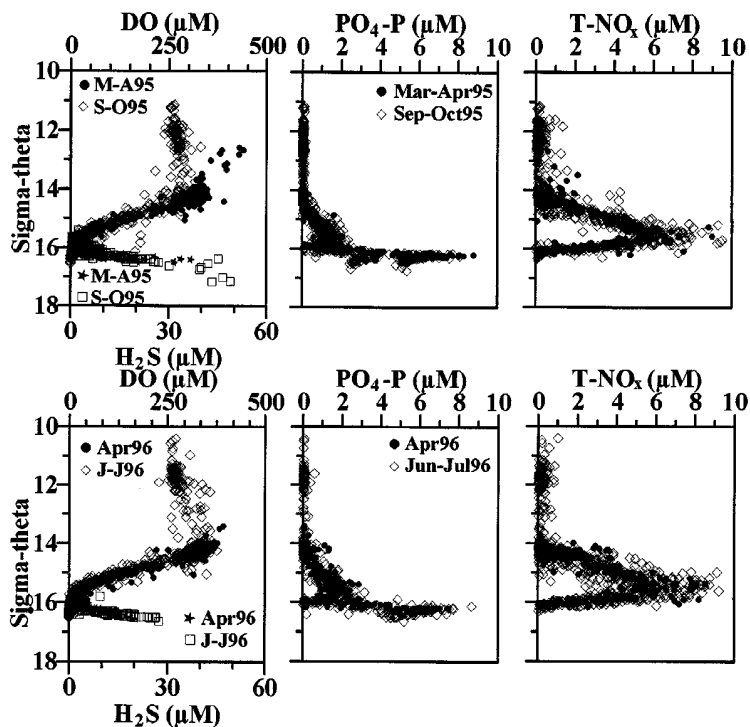 DO (µM) PO₄-P (µM) T-NOₓ (µM)
0 250 500 0 2 4 6 8 10 0 2 4 6 8 10
10
12
14
16
18
Sigma-theta
M-A95
S-O95
M-A95
S-O95
Mar-Apr95
Sep-Oct95
0 30 60
H₂S (µM)
DO (µM) PO₄-P (µM) T-NOₓ (µM)
0 250 500 0 2 4 6 8 10 0 2 4 6 8 10
10
12
14
16
18
Sigma-theta
Apr96
J-J96
Apr96
J-J96
Apr96
Jun-Jul96
0 30 60
H₂S (µM)